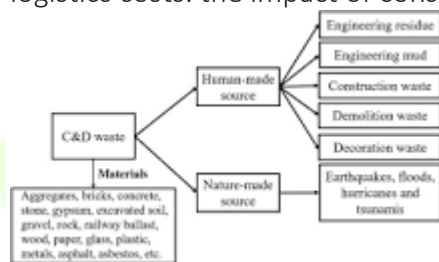 logistics costs: the impact of cons
Engineering residue
Engineering mud
Human-made
source
Construction waste
C&D waste
Demolition waste
Decoration waste
Materials
Nature-made
source
Earthquakes, floods,
hurricanes and
tsunamis
Aggregates, bricks, concrete,
stone, gypsum, excavated soil,
gravel, rock, railway ballast,
wood, paper, glass, plastic,
metals, asphalt, asbestos, etc.